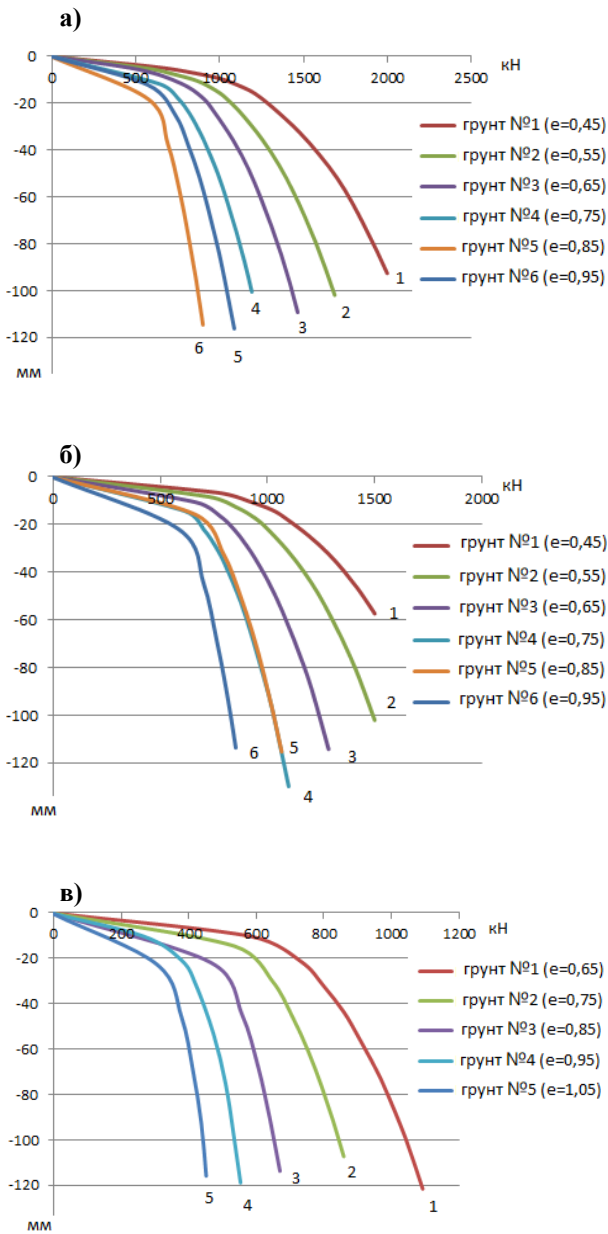 а)
0 500 1000 1500 2000 2500 кН
0
-20
-40
-60
-80
-100
-120
мм
1
2
3
4
5
6
грунт №1 (e=0,45)
грунт №2 (e=0,55)
грунт №3 (e=0,65)
грунт №4 (e=0,75)
грунт №5 (e=0,85)
грунт №6 (e=0,95)
б)
0 500 1000 1500 2000 кН
0
-20
-40
-60
-80
-100
-120
мм
1
2
3
4
5
6
грунт №1 (e=0,45)
грунт №2 (e=0,55)
грунт №3 (e=0,65)
грунт №4 (e=0,75)
грунт №5 (e=0,85)
грунт №6 (e=0,95)
в)
0 200 400 600 800 1000 1200 кН
0
-20
-40
-60
-80
-100
-120
мм
1
2
3
4
5
грунт №1 (e=0,65)
грунт №2 (e=0,75)
грунт №3 (e=0,85)
грунт №4 (e=0,95)
грунт №5 (e=1,05)